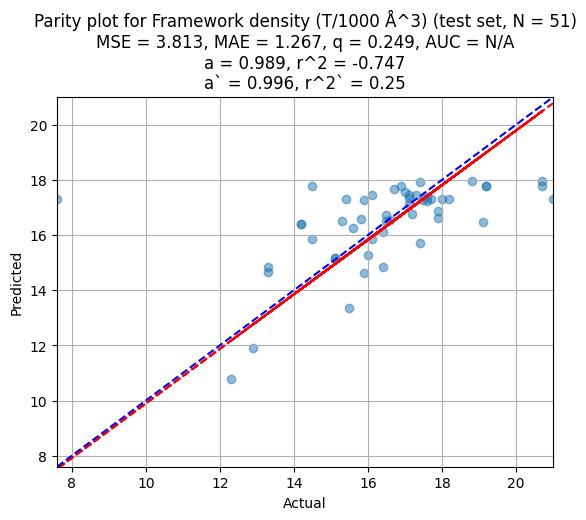 Parity plot for Framework density (T/1000 Å^3) (test set, N = 51)
MSE = 3.813, MAE = 1.267, q = 0.249, AUC = N/A
a = 0.989, r^2 = -0.747
a` = 0.996, r^2` = 0.25
20
18
16
14
12
10
8
Predicted
8 10 12 14 16 18 20
Actual